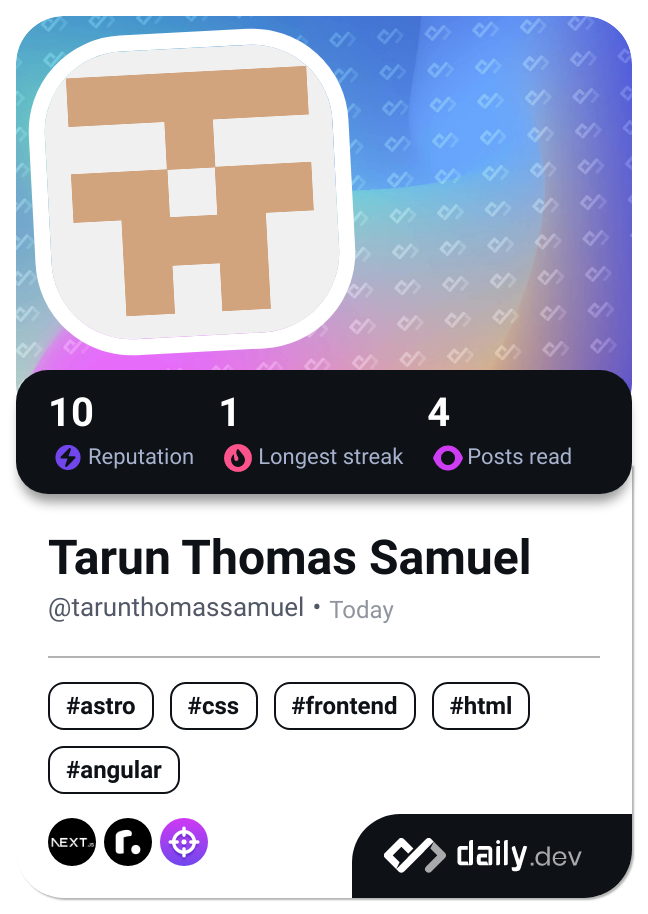 10 1 4
Reputation Longest streak Posts read
Tarun Thomas Samuel
@tarunthomassamuel • Today
#astro #css #frontend #html
#angular
NEXT.JS r.
daily.dev